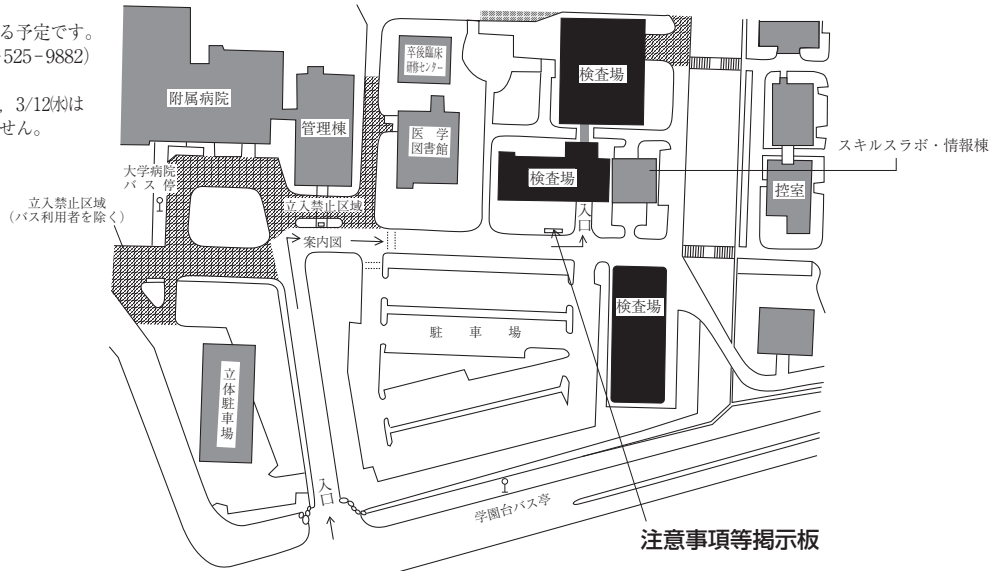 る予定です。
-525-9882)
, 3/12㈬は
せん。
附属病院
管理棟
卒後臨床
研修センター
医学
図書館
検査場
検査場
入口
スキルスラボ・情報棟
控室
大学病院
バス停
立入禁止区域
立入禁止区域
(バス利用者を除く)
案内図
検査場
駐車場
立体
駐車場
入口
学園台バス亭
注意事項等掲示板